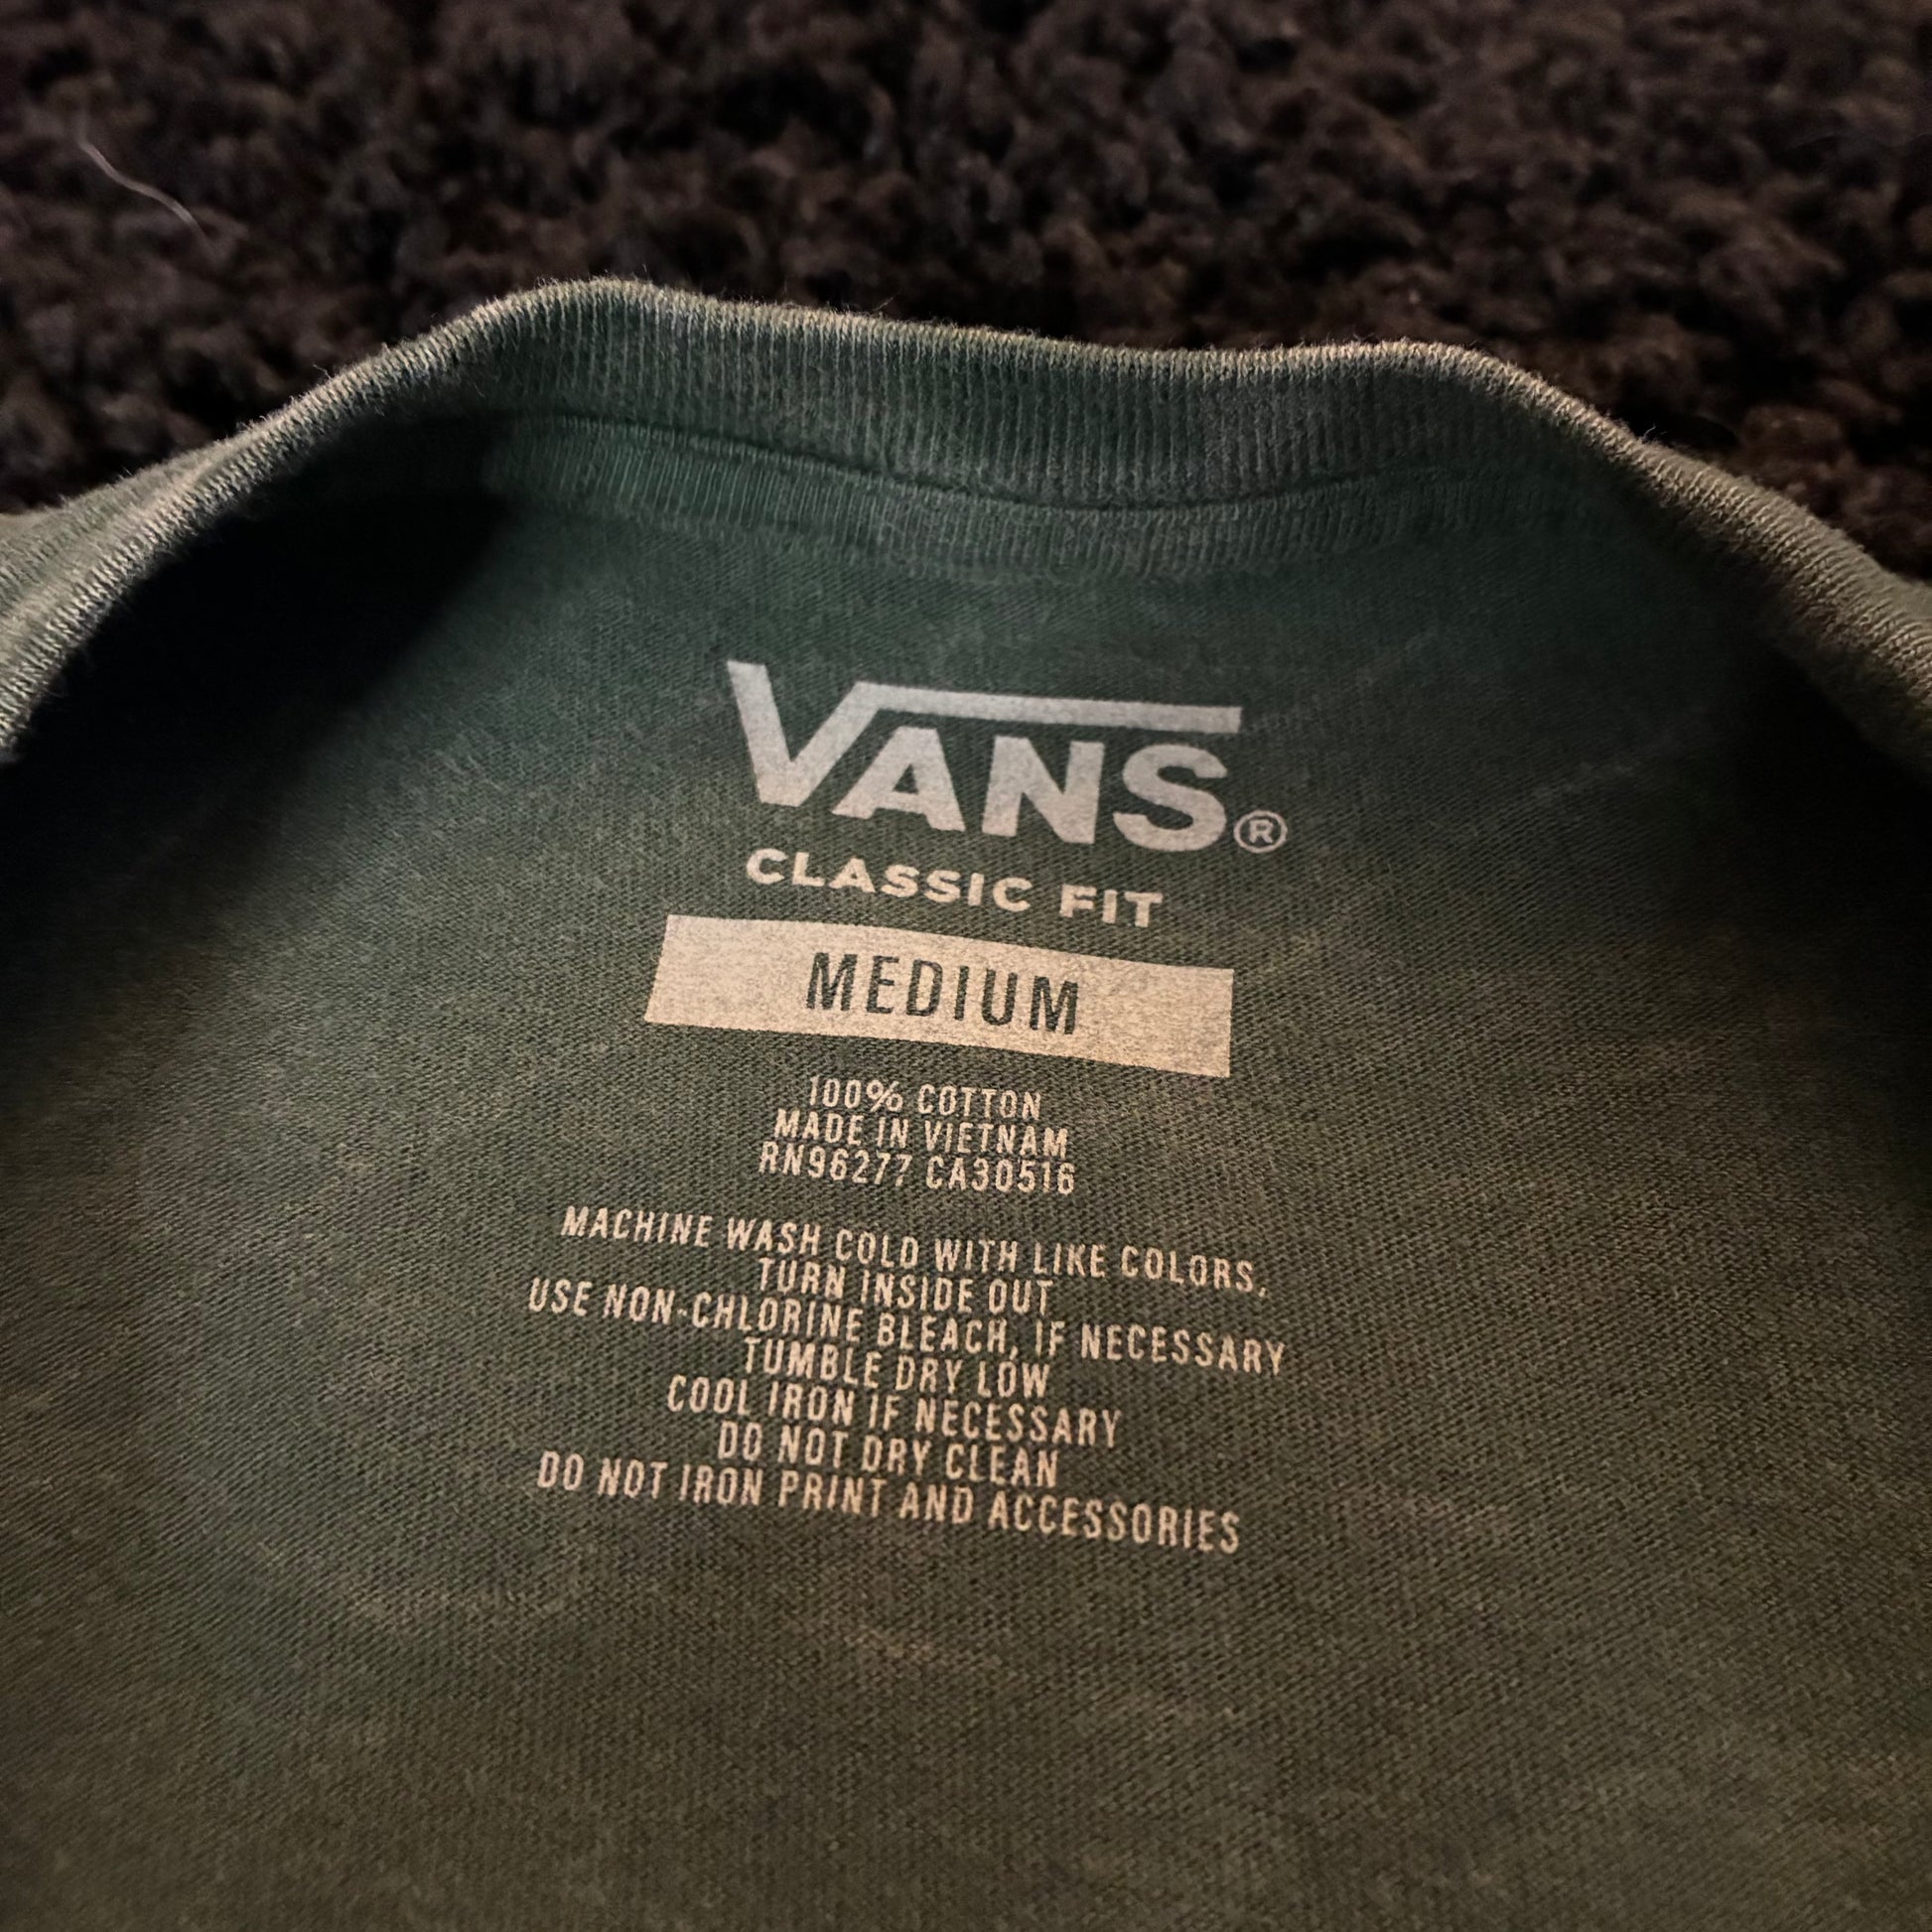 VANS®
CLASSIC FIT
MEDIUM
100% COTTON
MADE IN VIETNAM
RN96277 CA30516
MACHINE WASH COLD WITH LIKE COLORS,
TURN INSIDE OUT
USE NON-CHLORINE BLEACH, IF NECESSARY
TUMBLE DRY LOW
COOL IRON IF NECESSARY
DO NOT DRY CLEAN
DO NOT IRON PRINT AND ACCESSORIES